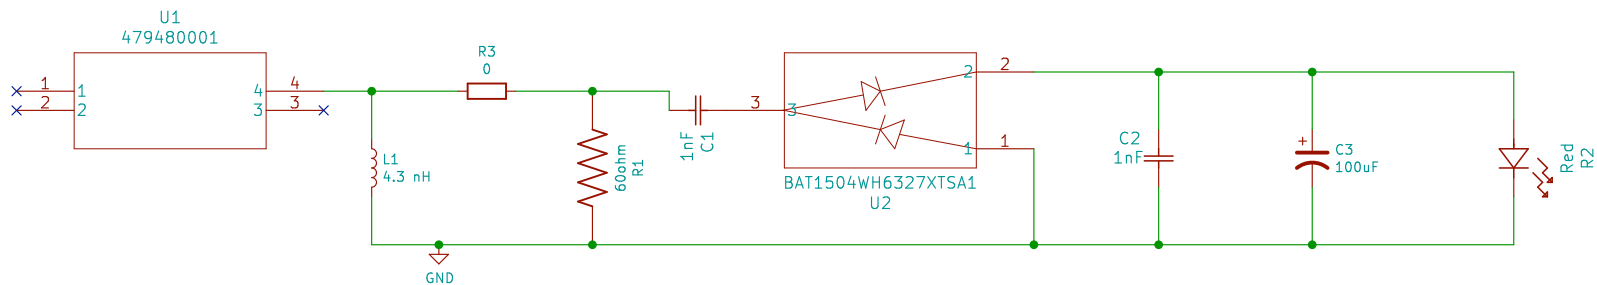 U1
479480001
1
1
2
2
4
4
3
3
R3
0
L1
4.3 nH
60ohm
R1
1nF
C1
3
3
2
2
1
1
BAT1504WH6327XTSA1
U2
C2
1nF
+
C3
100uF
Red
R2
GND